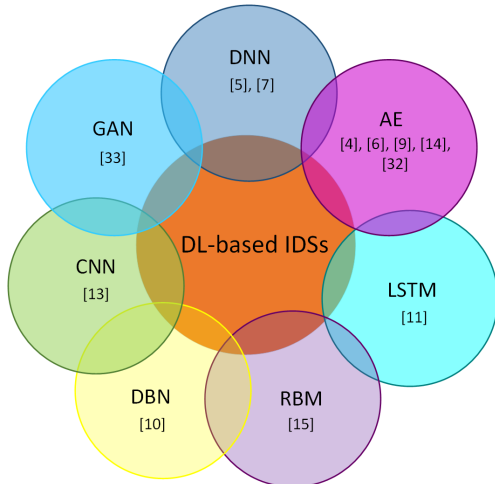 DNN
[5], [7]
AE
[4], [6], [9], [14],
[32]
GAN
[33]
DL-based IDSs
CNN
[13]
LSTM
[11]
DBN
[10]
RBM
[15]